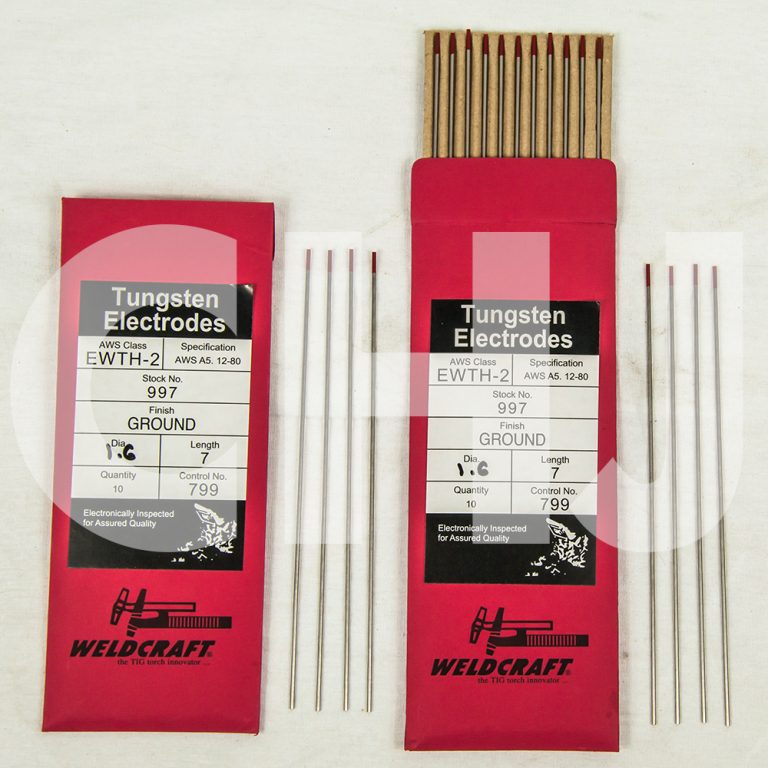 Tungsten
Electrodes
AWS Class
EWTH-2
Specification
AWS A5. 12-80
Stock No.
997
Finish
GROUND
Dia.
1.6
Length
7
Quantity
10
Control No.
799
Electronically Inspected
for Assured Quality
WELDCRAFT®
the TIG torch innovator ...
Tungsten
Electrodes
AWS Class
EWTH-2
Specification
AWS A5. 12-80
Stock No.
997
Finish
GROUND
Dia.
1.6
Length
7
Quantity
10
Control No.
799
Electronically Inspected
for Assured Quality
WELDCRAFT®
the TIG torch innovator ...
CHJ